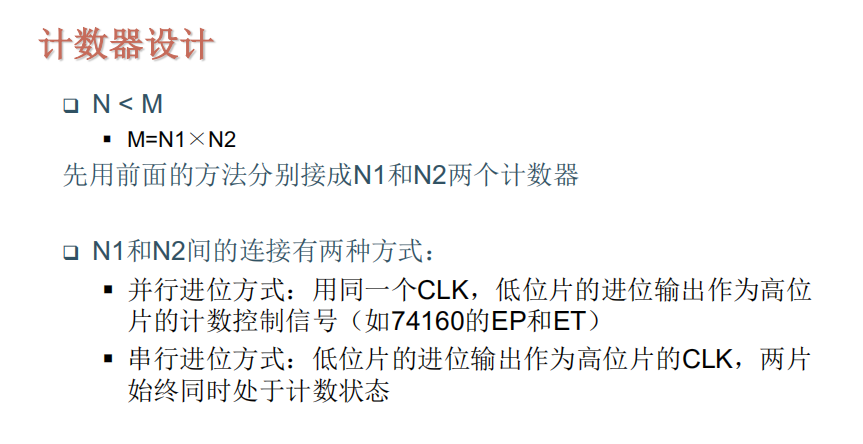 计数器设计
N < M
M=N1×N2
先用前面的方法分别接成N1和N2两个计数器
N1和N2间的连接有两种方式：
并行进位方式：用同一个CLK，低位片的进位输出作为高位
片的计数控制信号（如74160的EP和ET）
串行进位方式：低位片的进位输出作为高位片的CLK，两片
始终同时处于计数状态